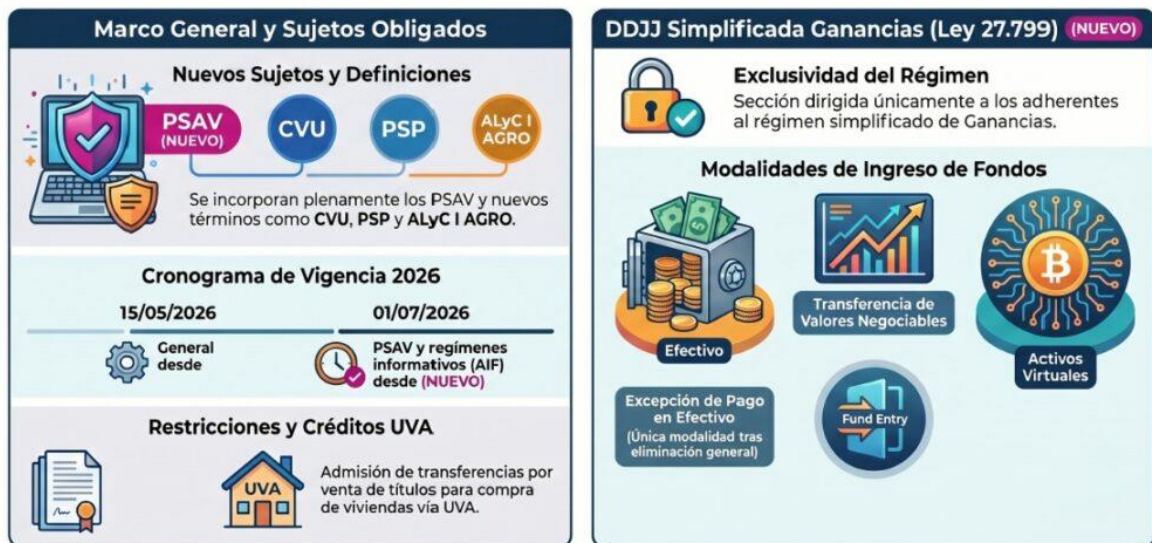 Marco General y Sujetos Obligados
Nuevos Sujetos y Definiciones
PSAV
(NUEVO)
CVU
PSP
ALyC I
AGRO
Se incorporan plenamente los PSAV y nuevos
términos como CVU, PSP y ALyC I AGRO.
Cronograma de Vigencia 2026
15/05/2026
01/07/2026
General
desde
PSAV y regímenes
informativos (AIF)
desde (NUEVO)
Restricciones y Créditos UVA
UVA
Admisión de transferencias por
venta de títulos para compra
de viviendas vía UVA.
DDJJ Simplificada Ganancias (Ley 27.799) (NUEVO)
Exclusividad del Régimen
Sección dirigida únicamente a los adherentes
al régimen simplificado de Ganancias.
Modalidades de Ingreso de Fondos
Efectivo
Transferencia de
Valores Negociables
Activos
Virtuales
Excepción de Pago
en Efectivo
(Única modalidad tras
eliminación general)
Fund Entry